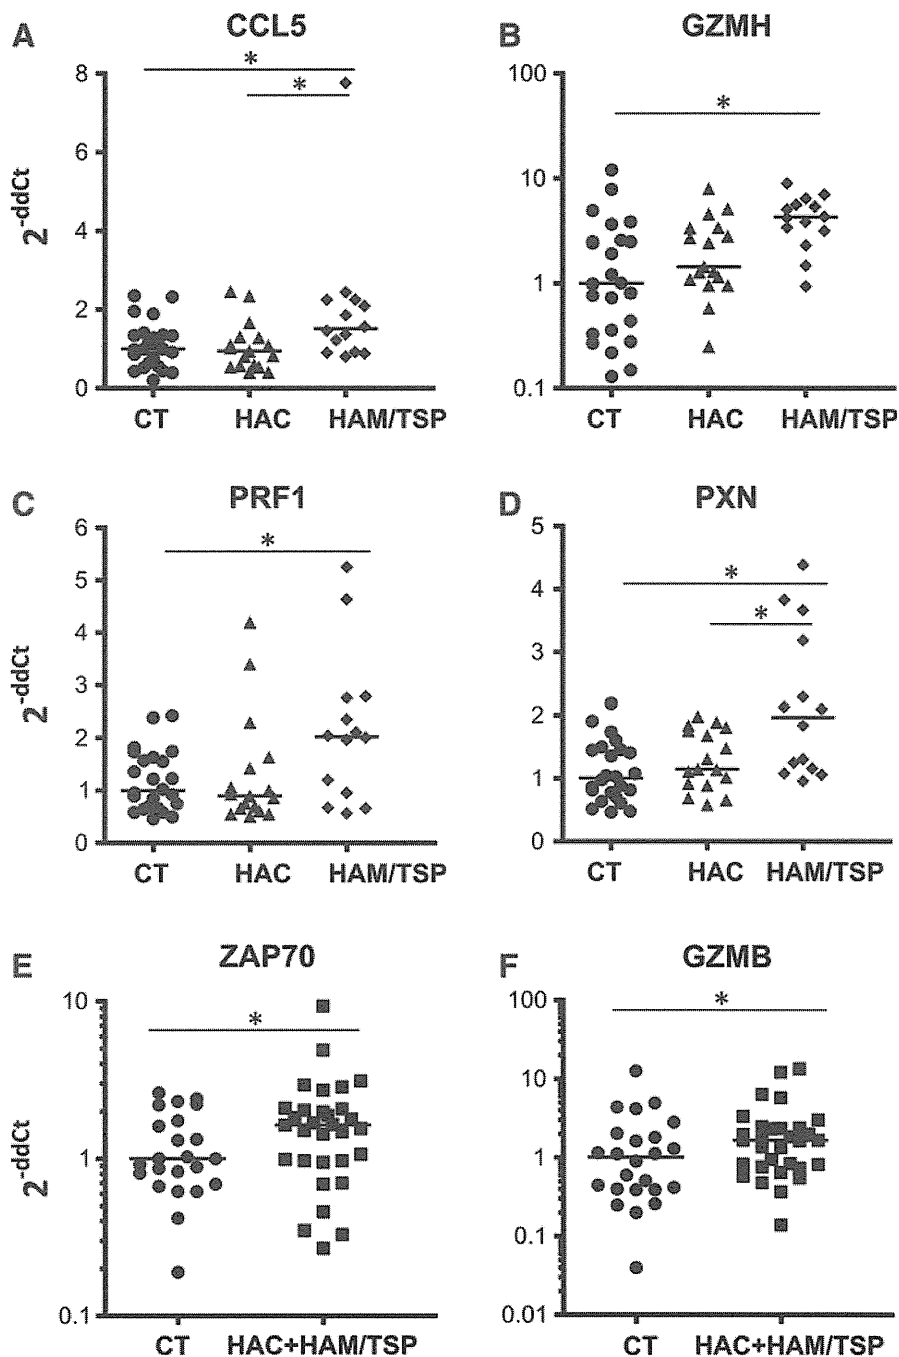 A CCL5
*
*
8
6
4
2
0
2-ddCt
CT HAC HAM/TSP
B GZMH
*
100
10
1
0.1
CT HAC HAM/TSP
C PRF1
*
6
5
4
3
2
1
0
2-ddCt
CT HAC HAM/TSP
D PXN
*
*
5
4
3
2
1
0
CT HAC HAM/TSP
E ZAP70
*
10
1
0.1
2-ddCt
CT HAC+HAM/TSP
F GZMB
*
100
10
1
0.1
0.01
CT HAC+HAM/TSP